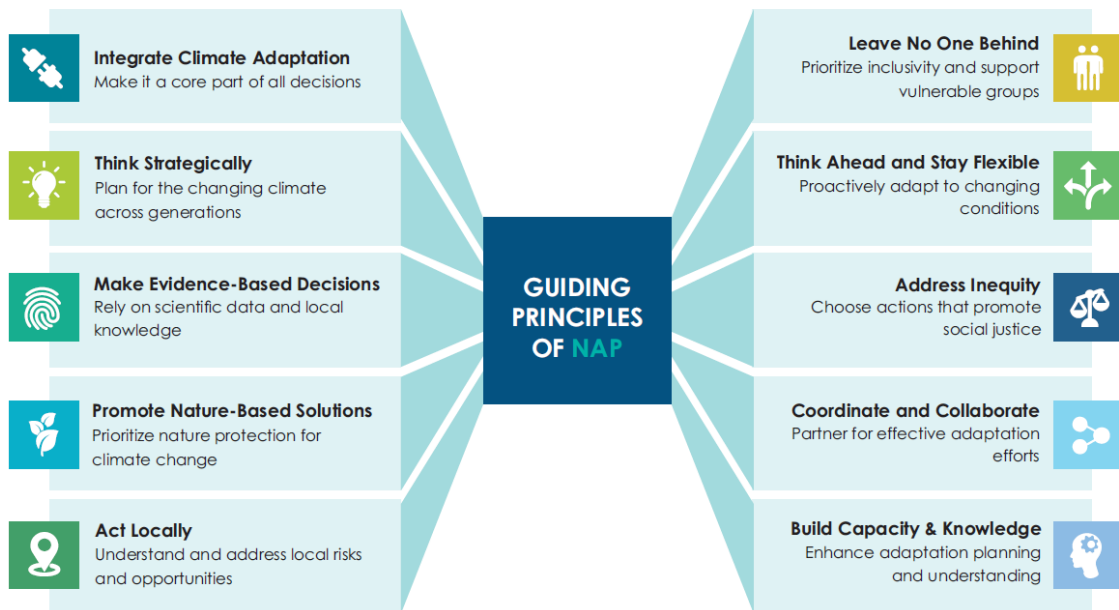 Integrate Climate Adaptation
Make it a core part of all decisions
Think Strategically
Plan for the changing climate
across generations
Make Evidence-Based Decisions
Rely on scientific data and local
knowledge
Promote Nature-Based Solutions
Prioritize nature protection for
climate change
Act Locally
Understand and address local risks
and opportunities
GUIDING
PRINCIPLES
OF NAP
Leave No One Behind
Prioritize inclusivity and support
vulnerable groups
Think Ahead and Stay Flexible
Proactively adapt to changing
conditions
Address Inequity
Choose actions that promote
social justice
Coordinate and Collaborate
Partner for effective adaptation
efforts
Build Capacity & Knowledge
Enhance adaptation planning
and understanding